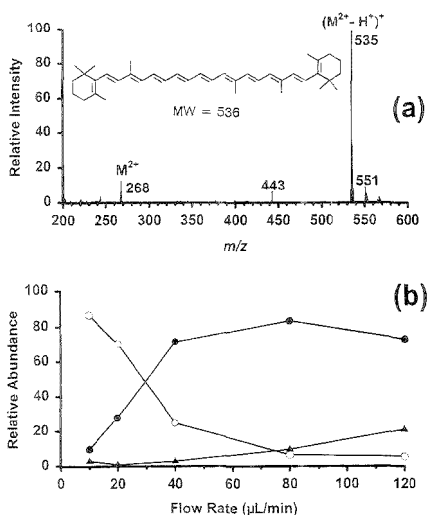 (M2+- H+)+
100
535
80
Relative Intensity
60
(a)
MW = 536
40
20
M2+
268
443
551
0
200 250 300 350 400 450 500 550 600
m/z
100
(b)
80
Relative Abundance
60
40
20
0
0 20 40 60 80 100 120
Flow Rate (µL/min)